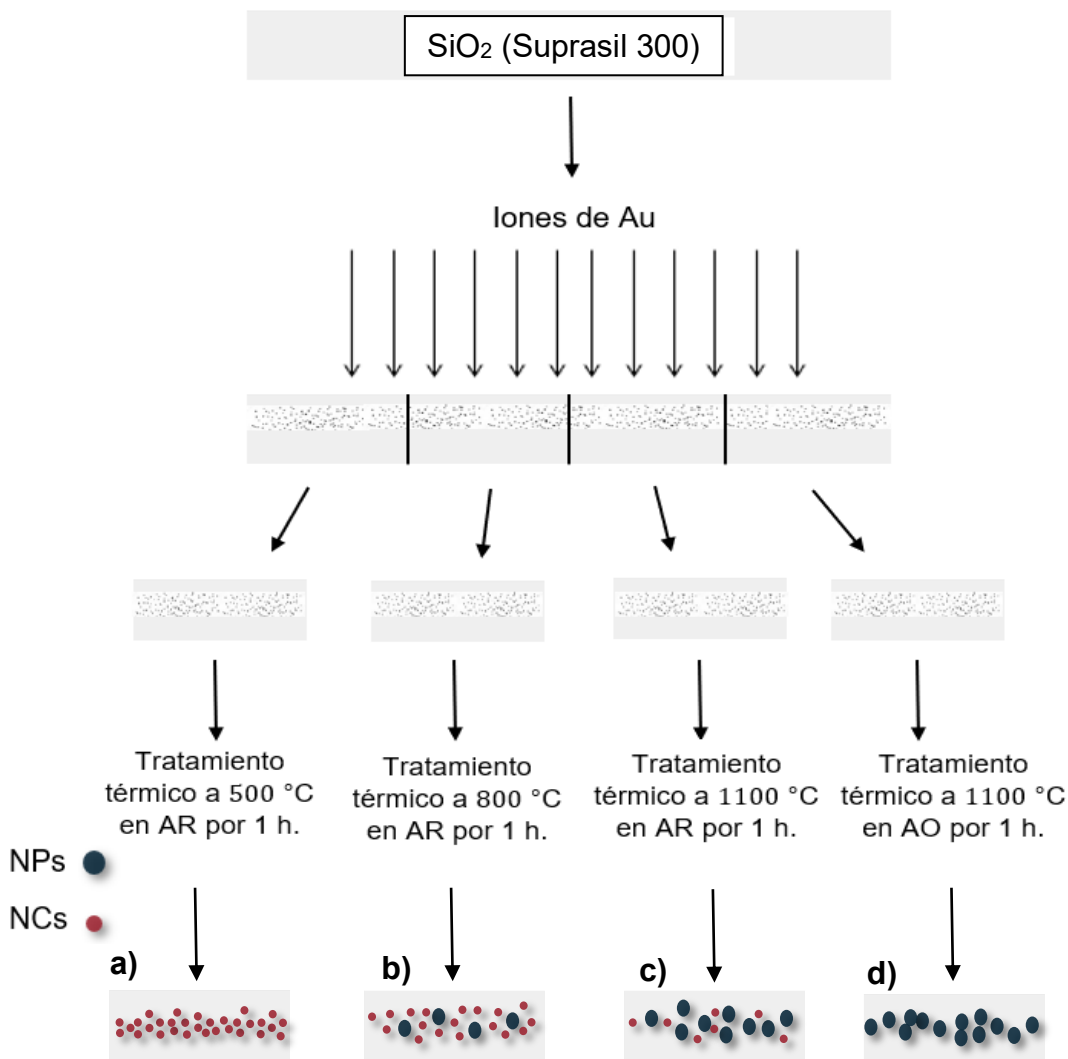 SiO₂ (Suprasil 300)
Iones de Au
Tratamiento
térmico a 500 °C
en AR por 1 h.
Tratamiento
térmico a 800 °C
en AR por 1 h.
Tratamiento
térmico a 1100 °C
en AR por 1 h.
Tratamiento
térmico a 1100 °C
en AO por 1 h.
NPs
NCs
a)
b)
c)
d)